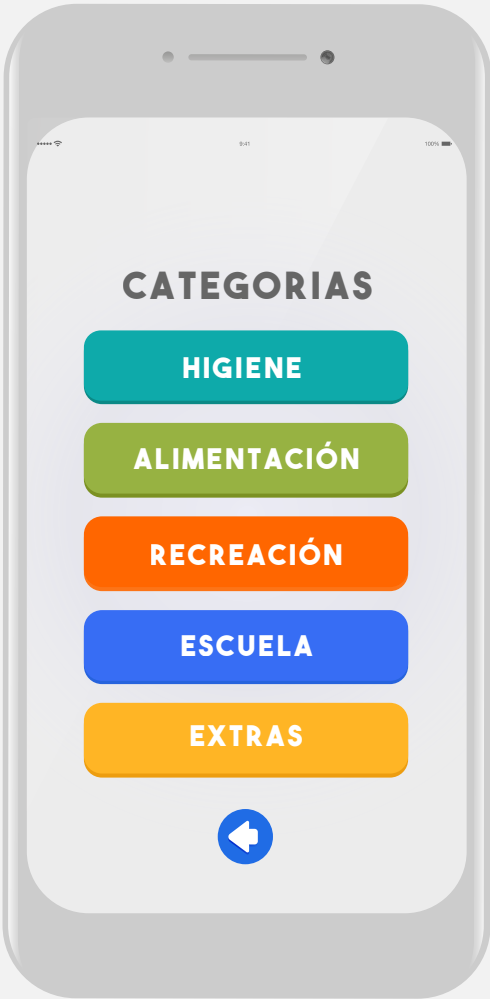 9:41
100%
CATEGORIAS
HIGIENE
ALIMENTACIÓN
RECREACIÓN
ESCUELA
EXTRAS